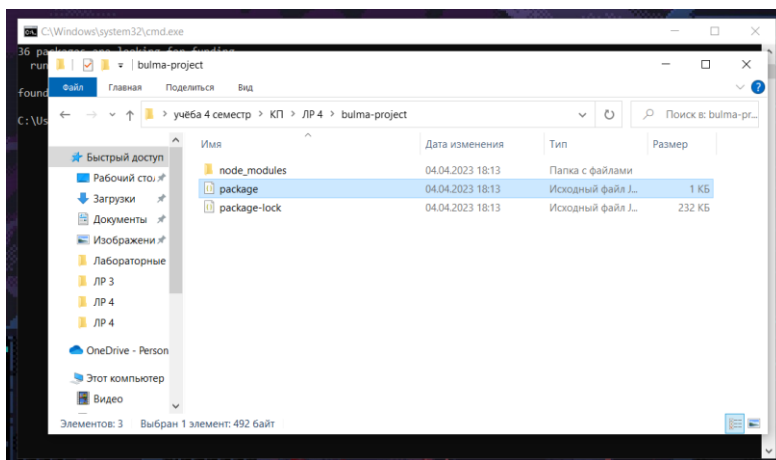 C:\Windows\system32\cmd.exe
36 packages are looking for funding
run
bulma-project
found
Файл Главная Поделиться Вид
C:\Us
учёба 4 семестр > КП > ЛР 4 > bulma-project
Поиск в: bulma-pr...
Имя Дата изменения Тип Размер
Быстрый доступ
Рабочий сто.
Загрузки
Документы
Изображени
Лабораторные
ЛР 3
ЛР 4
ЛР 4
OneDrive - Person
Этот компьютер
Видео
node_modules 04.04.2023 18:13 Папка с файлами
package 04.04.2023 18:13 Исходный файл J... 1 КБ
package-lock 04.04.2023 18:13 Исходный файл J... 232 КБ
Элементов: 3 Выбран 1 элемент: 492 байт